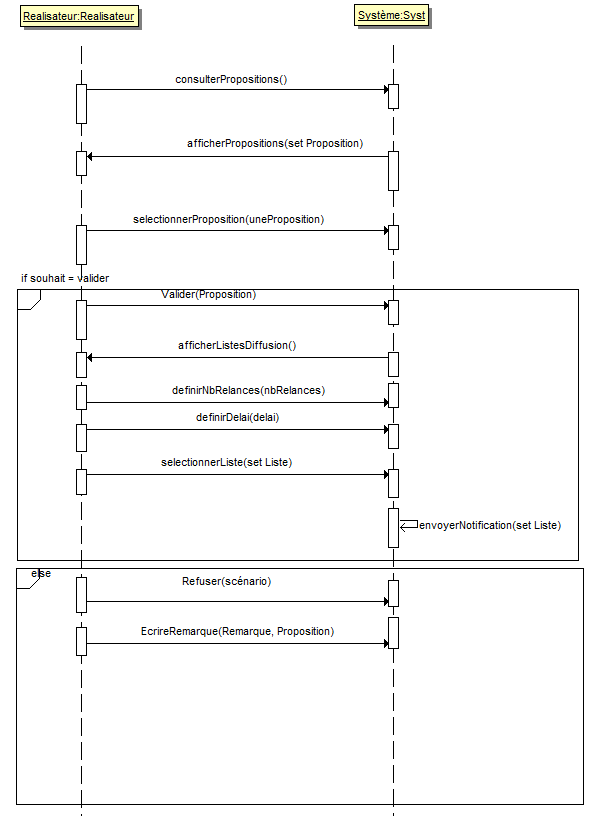 Realisateur:Realisateur
Système:Syst
consulterPropositions()
afficherPropositions(set Proposition)
selectionnerProposition(uneProposition)
if souhait = valider
Valider(Proposition)
afficherListesDiffusion()
definirNbRelances(nbRelances)
definirDelai(delai)
selectionnerListe(set Liste)
envoyerNotification(set Liste)
else
Refuser(scénario)
EcrireRemarque(Remarque, Proposition)